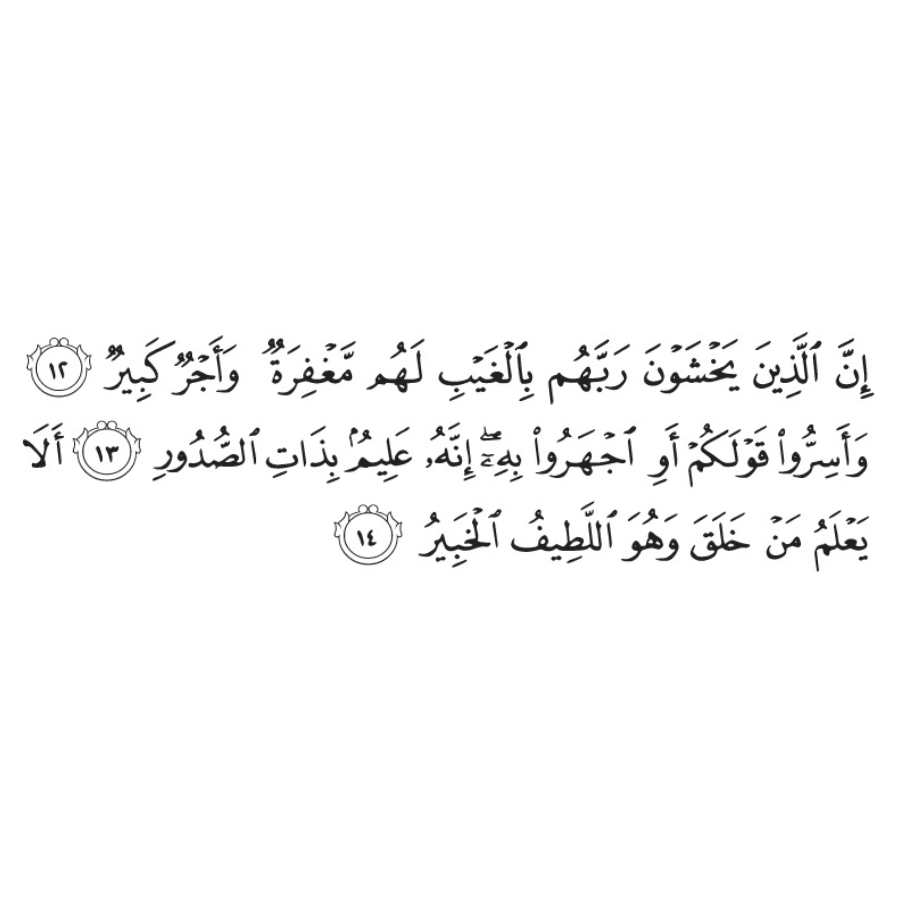 إِنَّ ٱلَّذِينَ يَخۡشَوۡنَ رَبَّهُم بِٱلۡغَيۡبِ لَهُم مَّغۡفِرَةٞ وَأَجۡرٞ كَبِيرٞ ١٢
وَأَسِرُّواْ قَوۡلَكُمۡ أَوِ ٱجۡهَرُواْ بِهِۦٓۖ إِنَّهُۥ عَلِيمُۢ بِذَاتِ ٱلصُّدُورِ ١٣ أَلَا
يَعۡلَمُ مَنۡ خَلَقَ وَهُوَ ٱللَّطِيفُ ٱلۡخَبِيرُ ١٤